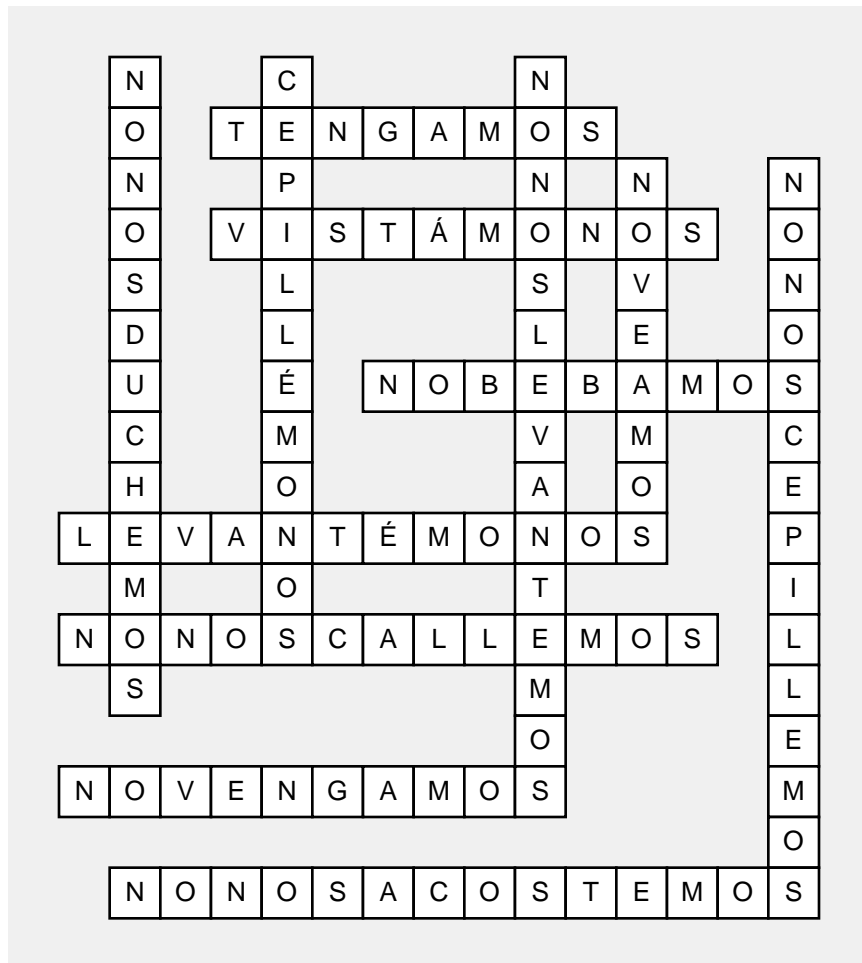 NONOSDUCHEMOS
CEPILLÉMONOS
NONOSLEVANTEMOS
TENGAMOS
NOVEAMOS
NONOSCEPILLEMOS
VISTÁMONOS
NOBEBAMOS
LEVANTÉMONOS
NONOSCALLEMOS
NOVENGAMOS
NONOSACOSTEMOS